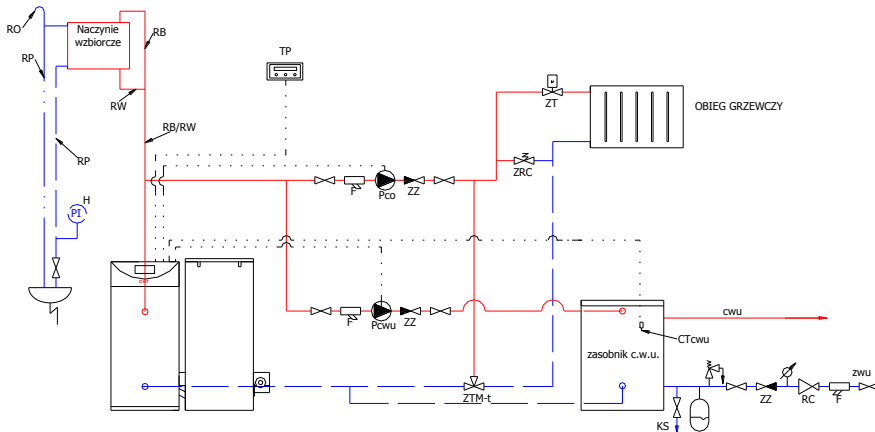 RO
Naczynie
wzbiorcze
RB
RP
TP
RW
ZT
OBIEG GRZEWCZY
RB/RW
RP
ZRC
F
Pco
ZZ
H
PI
F
Pcwu
ZZ
cwu
CTcwu
zasobnik c.w.u.
zwu
ZTM-t
ZZ
RC
F
KS